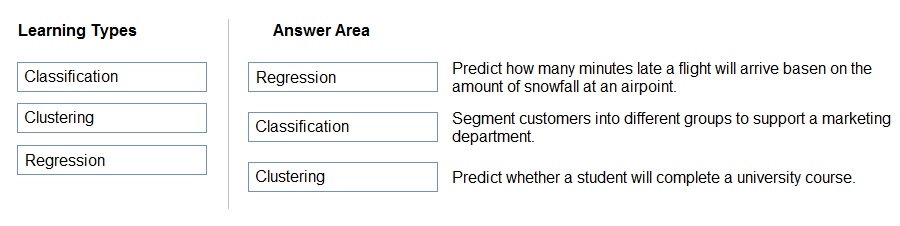 Learning Types
Answer Area
Classification
Clustering
Regression
Regression
Predict how many minutes late a flight will arrive basen on the
amount of snowfall at an airpoint.
Classification
Segment customers into different groups to support a marketing
department.
Clustering
Predict whether a student will complete a university course.